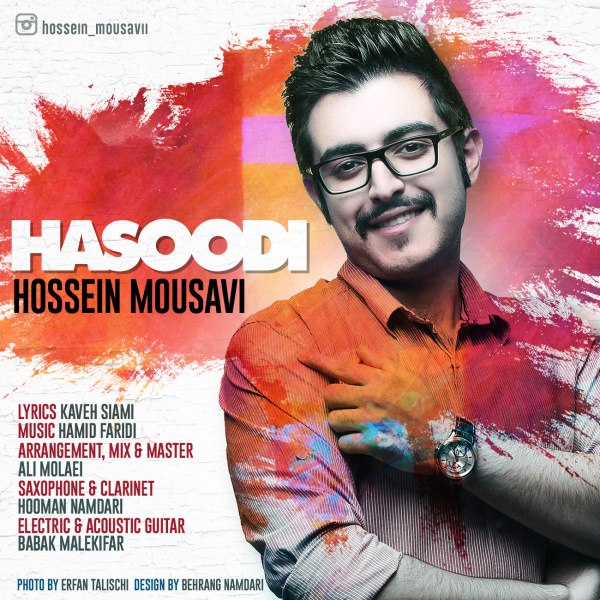 hossein_mousavii
HASOODI
HOSSEIN MOUSAVI
LYRICS KAVEH SIAMI
MUSIC HAMID FARIDI
ARRANGEMENT, MIX & MASTER
ALI MOLAEI
SAXOPHONE & CLARINET
HOOMAN NAMDARI
ELECTRIC & ACOUSTIC GUITAR
BABAK MALEKIFAR
PHOTO BY ERFAN TALISCHI DESIGN BY BEHRANG NAMDARI